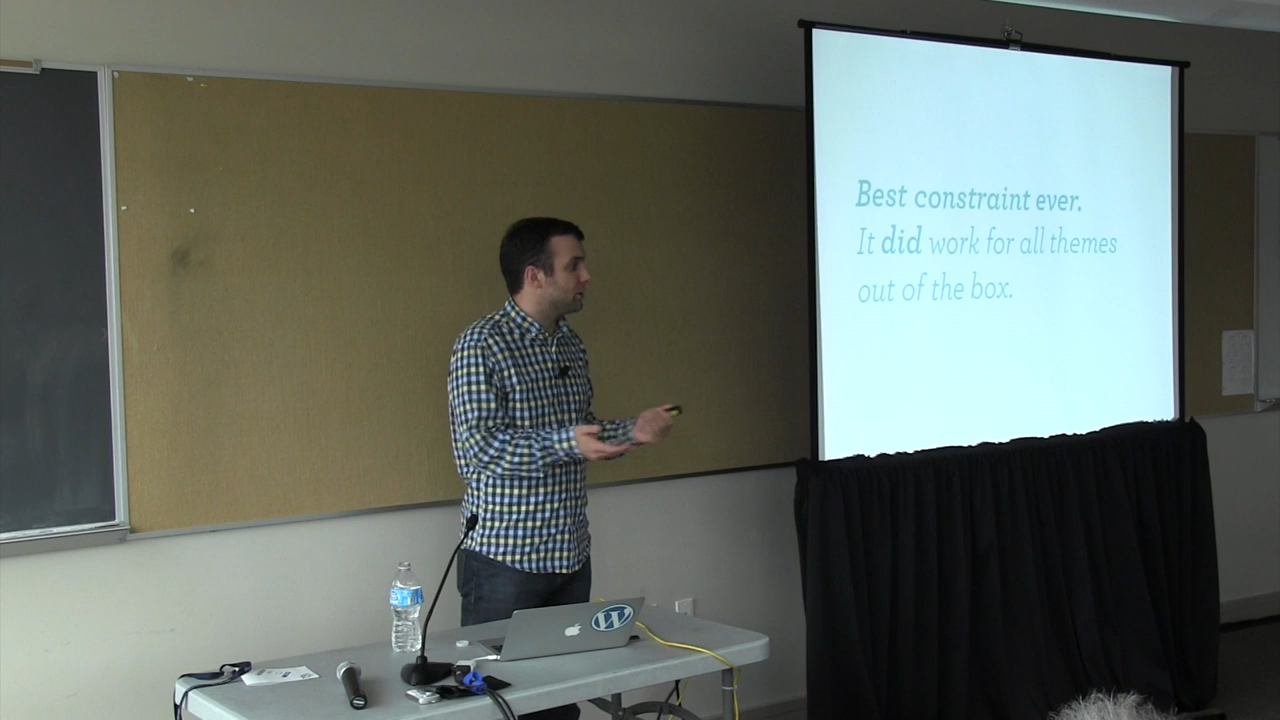 Best constraint ever.
It did work for all themes
out of the box.
W